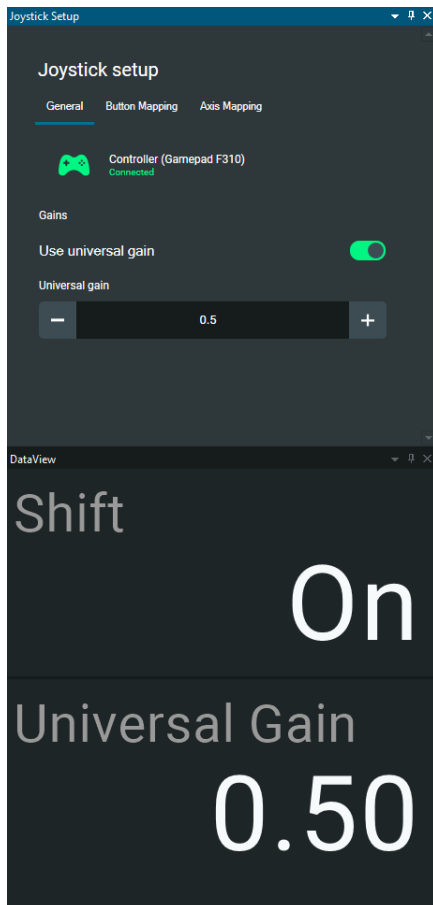 Joystick Setup
Joystick setup
General Button Mapping Axis Mapping
Controller (Gamepad F310)
Connected
Gains
Use universal gain
Universal gain
0.5
DataView
Shift
On
Universal Gain
0.50